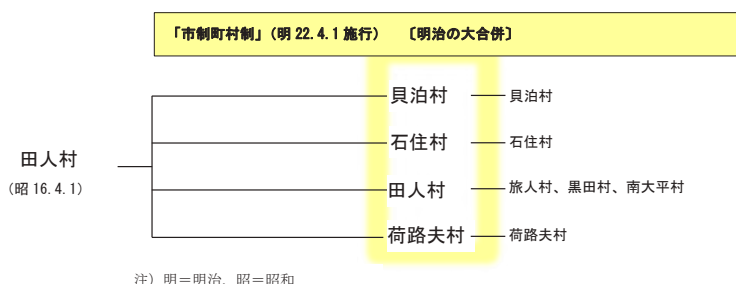 「市制町村制」（明 22.4.1 施行）　〔明治の大合併〕
貝泊村　貝泊村
石住村　石住村
田人村
（昭 16.4.1）
田人村　旅人村、黒田村、南大平村
荷路夫村　荷路夫村
注）明＝明治、昭＝昭和